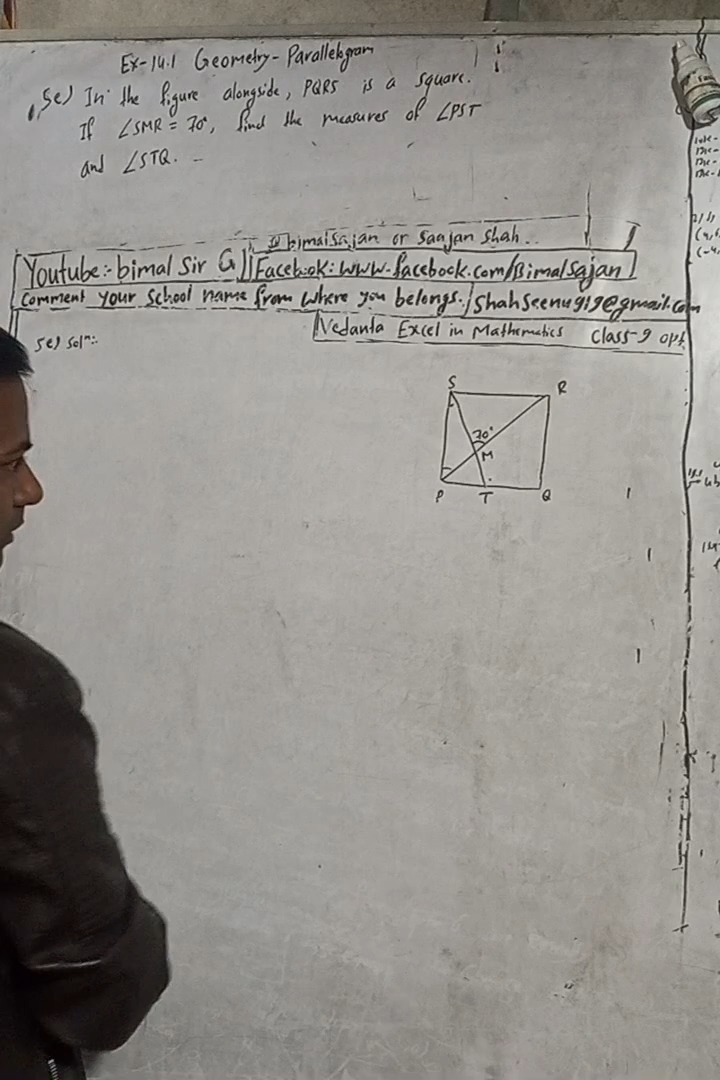 Ex-14.1 Geometry-Parallelogram
5e) In the figure alongside, PQRS is a square.
If ∠SMR = 70°, find the measures of ∠PST
and ∠STQ.
bimalsajan or Saajan Shah..
Youtube:- bimal Sir G
Facebook: www.facebook.com/Bimalsajan
Comment your School name from where you belongs.
Shahseenu919@gmail.com
Vedanta Excel in Mathematics Class-9 opt
5e) Solⁿ:-
S R
70°
M
P T Q